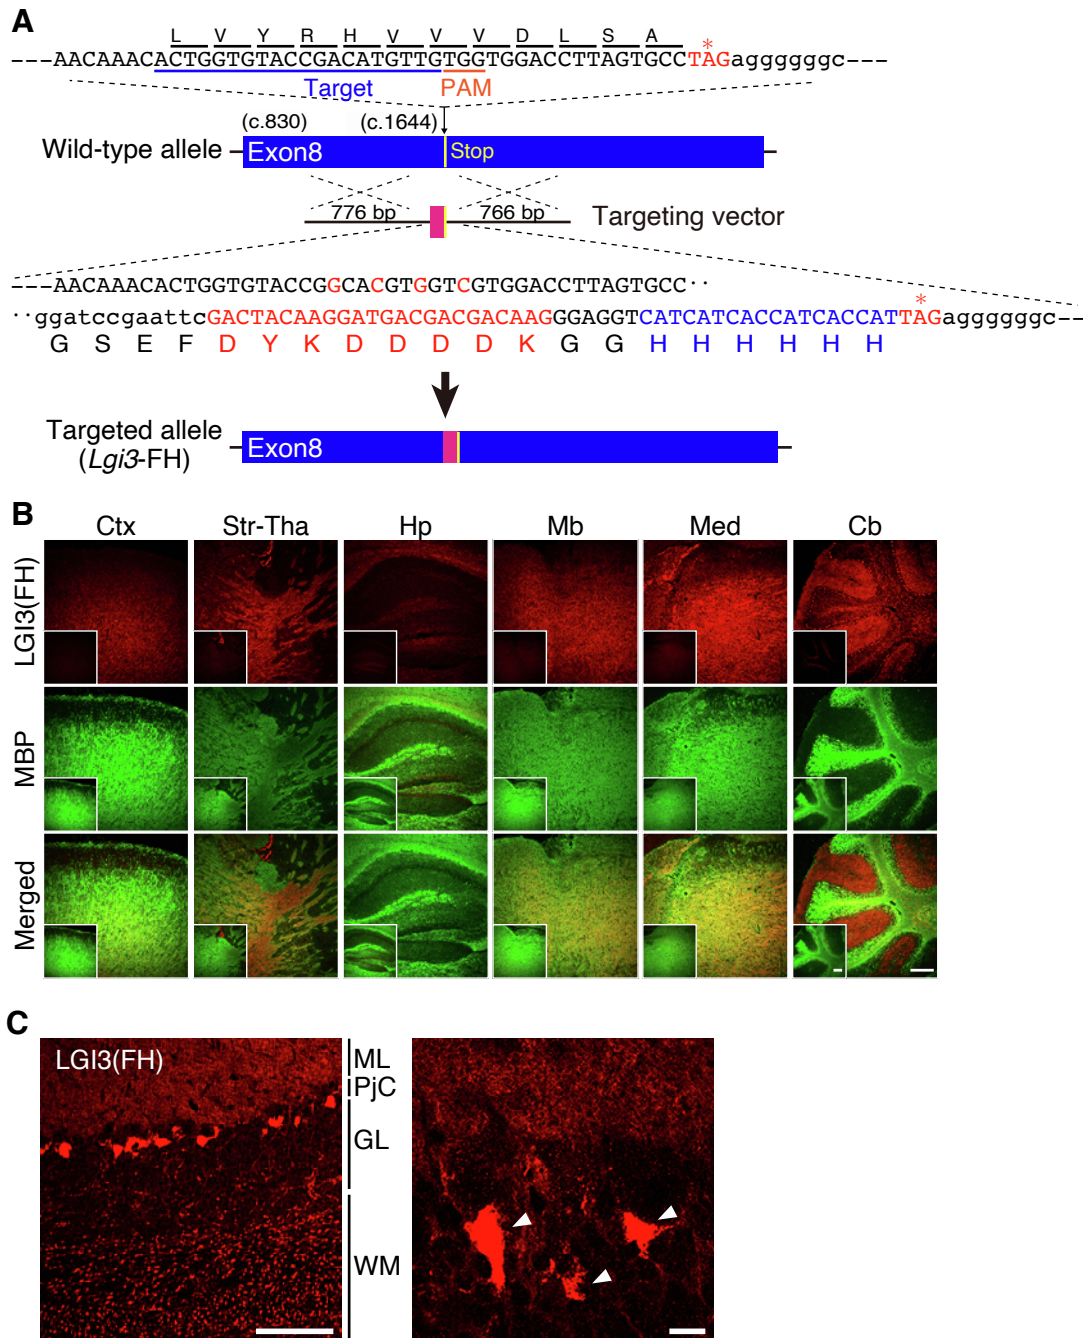 A
L V Y R H V V V D L S A
*
---AACAAACACTGGTGTACCGACATGTTGTGGTGGACCTTAGTGCCTAGaggggggc---
Target PAM
(c.830) (c.1644)
Wild-type allele Exon8 Stop
776 bp 766 bp Targeting vector
---AACAAACACTGGTGTACCGGCACGTGGTCGTGGACCTTAGTGCC··
*
··ggatccgaattcGACTACAAGGATGACGACGACAAGGGAGGTCATCATCACCATCACCATTAGaggggggc---
G S E F D Y K D D D D K G G H H H H H H
Targeted allele
(Lgi3-FH)
Exon8
B
Ctx Str-Tha Hp Mb Med Cb
LGI3(FH)
MBP
Merged
C
LGI3(FH)
ML
PjC
GL
WM